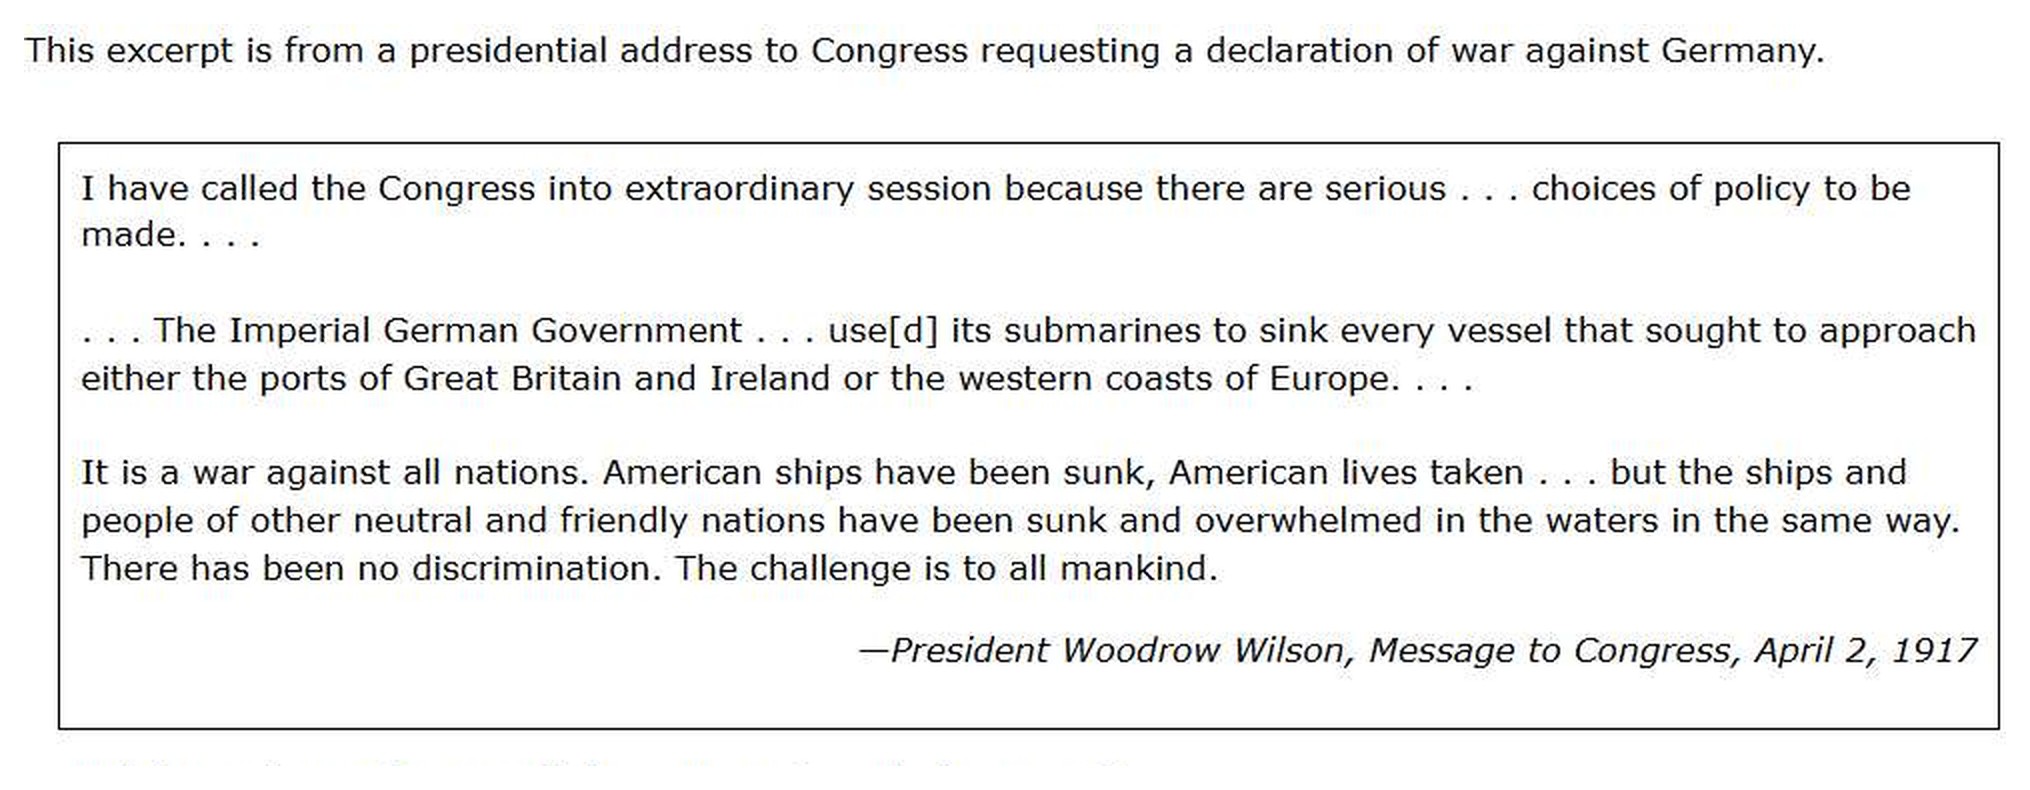 This excerpt is from a presidential address to Congress requesting a declaration of war against Germany.
I have called the Congress into extraordinary session because there are serious . . . choices of policy to be
made. . . .
. . . The Imperial German Government . . . use[d] its submarines to sink every vessel that sought to approach
either the ports of Great Britain and Ireland or the western coasts of Europe. . . .
It is a war against all nations. American ships have been sunk, American lives taken . . . but the ships and
people of other neutral and friendly nations have been sunk and overwhelmed in the waters in the same way.
There has been no discrimination. The challenge is to all mankind.
—President Woodrow Wilson, Message to Congress, April 2, 1917